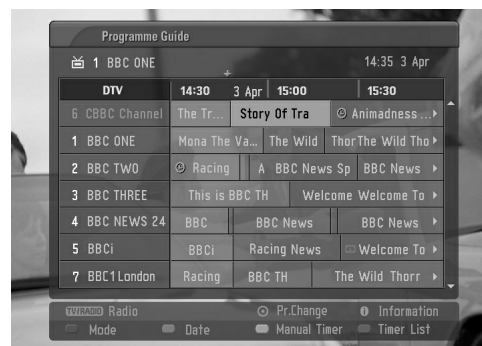 Programme Guide
1 BBC ONE 14:35 3 Apr
DTV 14:30 3 Apr 15:00 15:30
6 CBBC Channel The Tr... Story Of Tra Animadness ...
1 BBC ONE Mona The Va... The Wild ThorThe Wild Tho
2 BBC TWO Racing A BBC News Sp BBC News
3 BBC THREE This is BBC TH Welcome Welcome To
4 BBC NEWS 24 BBC BBC News BBC News
5 BBCi BBCi Racing News Welcome To
7 BBC1 London Racing BBC TH The Wild Thorr
TV/RADIO Radio Pr.Change Information
Mode Date Manual Timer Timer List